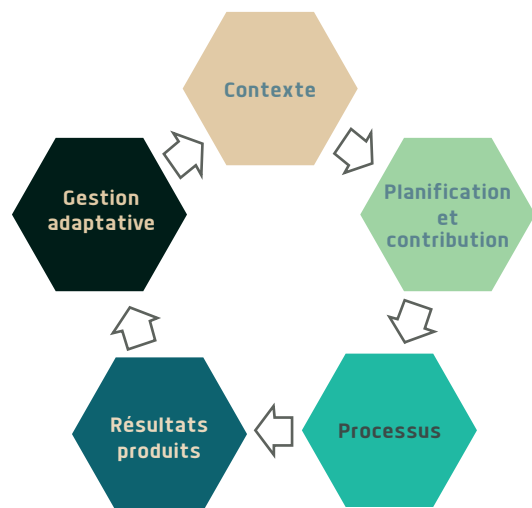 Contexte
Planification
et
contribution
Processus
Résultats
produits
Gestion
adaptative